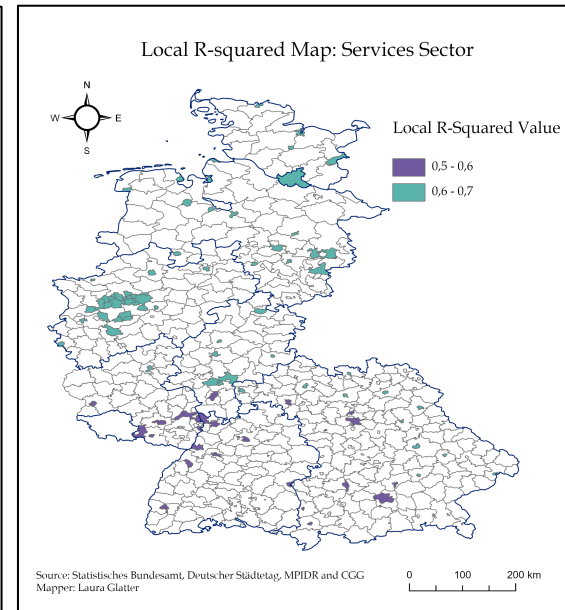 Local R-squared Map: Services Sector
N
W E
S
Local R-Squared Value
0,5 - 0,6
0,6 - 0,7
Source: Statistisches Bundesamt, Deutscher Städtetag, MPIDR and CGG
Mapper: Laura Glatter
0 100 200 km